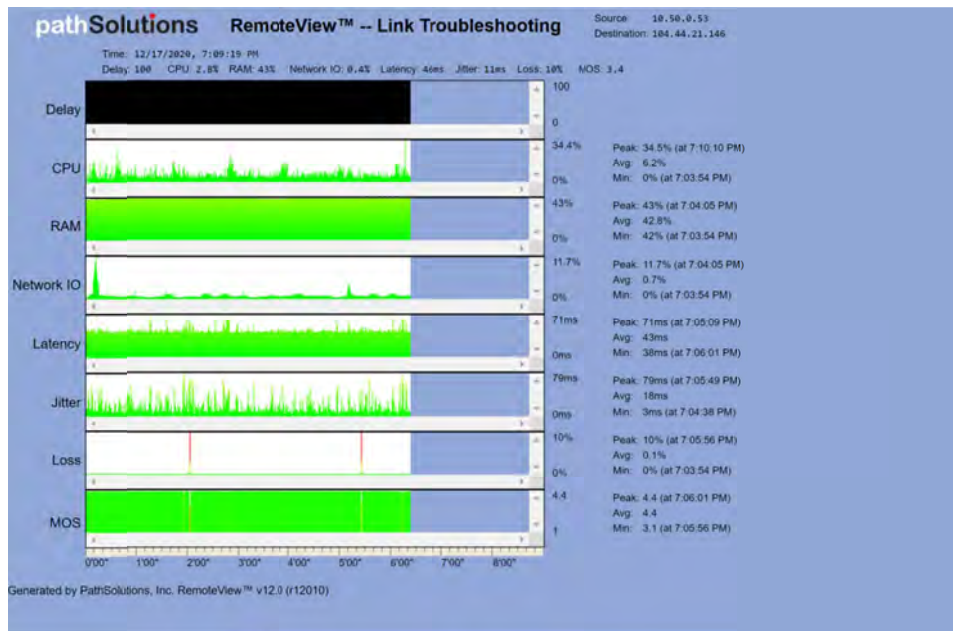 pathSolutions RemoteView™ -- Link Troubleshooting
Source: 10.50.0.53
Destination: 104.44.21.146
Time: 12/17/2020, 7:09:19 PM
Delay: 100 CPU: 2.8% RAM: 43% Network IO: 0.4% Latency: 46ms Jitter: 11ms Loss: 10% MOS: 3.4
Delay
100
0
CPU
34.4%
0%
Peak: 34.5% (at 7:10:10 PM)
Avg: 6.2%
Min: 0% (at 7:03:54 PM)
RAM
43%
0%
Peak: 43% (at 7:04:05 PM)
Avg: 42.8%
Min: 42% (at 7:03:54 PM)
Network IO
11.7%
0%
Peak: 11.7% (at 7:04:05 PM)
Avg: 0.7%
Min: 0% (at 7:03:54 PM)
Latency
71ms
0ms
Peak: 71ms (at 7:05:09 PM)
Avg: 43ms
Min: 38ms (at 7:06:01 PM)
Jitter
79ms
0ms
Peak: 79ms (at 7:05:49 PM)
Avg: 18ms
Min: 3ms (at 7:04:38 PM)
Loss
10%
0%
Peak: 10% (at 7:05:56 PM)
Avg: 0.1%
Min: 0% (at 7:03:54 PM)
MOS
4.4
1
Peak: 4.4 (at 7:06:01 PM)
Avg: 4.4
Min: 3.1 (at 7:05:56 PM)
0'00" 1'00" 2'00" 3'00" 4'00" 5'00" 6'00" 7'00" 8'00"
Generated by PathSolutions, Inc. RemoteView™ v12.0 (r12010)